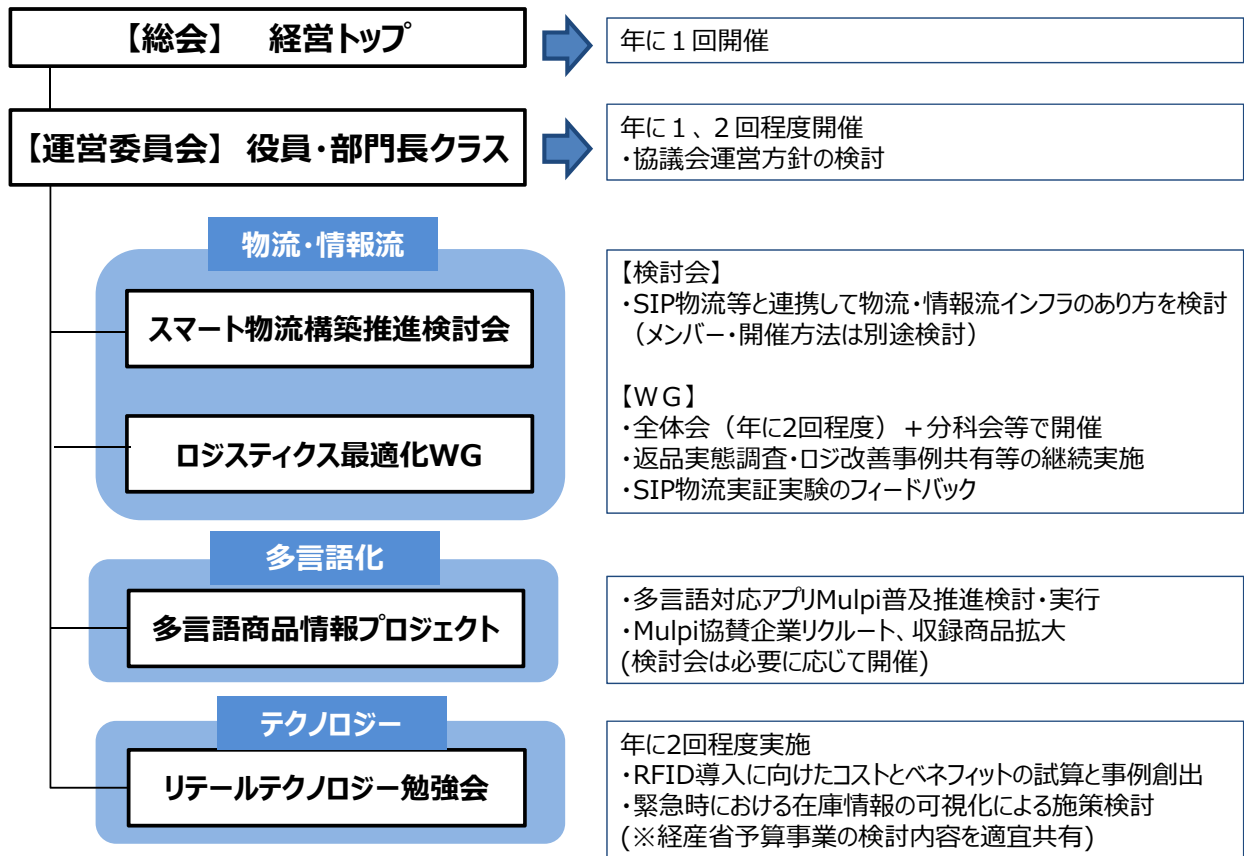 【総会】 経営トップ
年に１回開催
【運営委員会】 役員・部門長クラス
年に１、２回程度開催
・協議会運営方針の検討
物流・情報流
スマート物流構築推進検討会
ロジスティクス最適化WG
【検討会】
・SIP物流等と連携して物流・情報流インフラのあり方を検討
（メンバー・開催方法は別途検討）
【ＷＧ】
・全体会（年に2回程度）＋分科会等で開催
・返品実態調査・ロジ改善事例共有等の継続実施
・SIP物流実証実験のフィードバック
多言語化
多言語商品情報プロジェクト
・多言語対応アプリMulpi普及推進検討・実行
・Mulpi協賛企業リクルート、収録商品拡大
(検討会は必要に応じて開催)
テクノロジー
リテールテクノロジー勉強会
年に2回程度実施
・RFID導入に向けたコストとベネフィットの試算と事例創出
・緊急時における在庫情報の可視化による施策検討
(※経産省予算事業の検討内容を適宜共有)